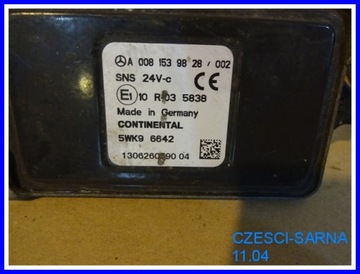 A 008 153 98 28 / 002
SNS 24V-c CE
E1 10 R-03 5838
Made in Germany
CONTINENTAL
5WK9 6642
1306260790 04
CZESCI-SARNA
11.04